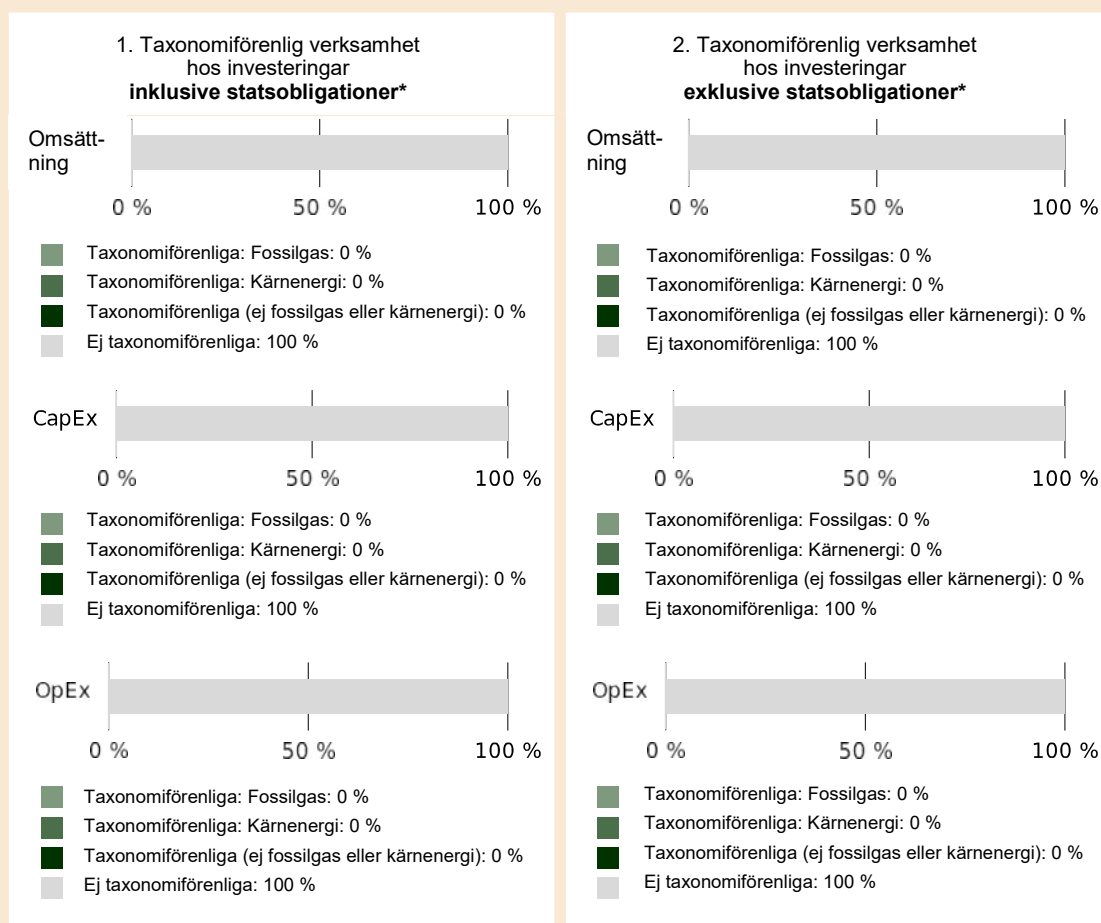 1. Taxonomiförenlig verksamhet
hos investeringar
inklusive statsobligationer*
Omsätt-
ning
0 % 50 % 100 %
Taxonomiförenliga: Fossilgas: 0 %
Taxonomiförenliga: Kärnenergi: 0 %
Taxonomiförenliga (ej fossilgas eller kärnenergi): 0 %
Ej taxonomiförenliga: 100 %
CapEx
0 % 50 % 100 %
Taxonomiförenliga: Fossilgas: 0 %
Taxonomiförenliga: Kärnenergi: 0 %
Taxonomiförenliga (ej fossilgas eller kärnenergi): 0 %
Ej taxonomiförenliga: 100 %
OpEx
0 % 50 % 100 %
Taxonomiförenliga: Fossilgas: 0 %
Taxonomiförenliga: Kärnenergi: 0 %
Taxonomiförenliga (ej fossilgas eller kärnenergi): 0 %
Ej taxonomiförenliga: 100 %
2. Taxonomiförenlig verksamhet
hos investeringar
exklusive statsobligationer*
Omsätt-
ning
0 % 50 % 100 %
Taxonomiförenliga: Fossilgas: 0 %
Taxonomiförenliga: Kärnenergi: 0 %
Taxonomiförenliga (ej fossilgas eller kärnenergi): 0 %
Ej taxonomiförenliga: 100 %
CapEx
0 % 50 % 100 %
Taxonomiförenliga: Fossilgas: 0 %
Taxonomiförenliga: Kärnenergi: 0 %
Taxonomiförenliga (ej fossilgas eller kärnenergi): 0 %
Ej taxonomiförenliga: 100 %
OpEx
0 % 50 % 100 %
Taxonomiförenliga: Fossilgas: 0 %
Taxonomiförenliga: Kärnenergi: 0 %
Taxonomiförenliga (ej fossilgas eller kärnenergi): 0 %
Ej taxonomiförenliga: 100 %